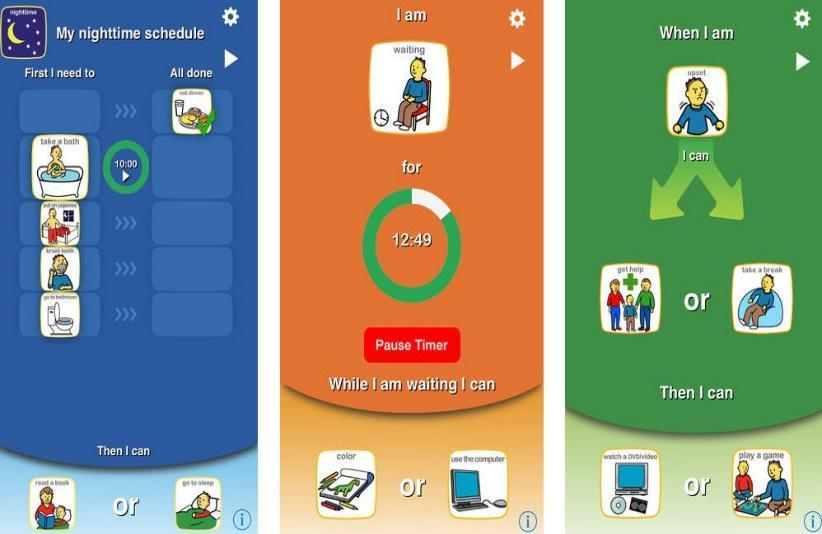 nighttime
My nighttime schedule
First I need to
All done
eat dinner
take a bath
10:00
put on pajamas
brush teeth
go to bathroom
Then I can
read a book
or
go to sleep
i
I am
waiting
for
12:49
Pause Timer
While I am waiting I can
color
or
use the computer
i
When I am
upset
I can
get help
or
take a break
Then I can
watch a DVD/video
or
play a game
i